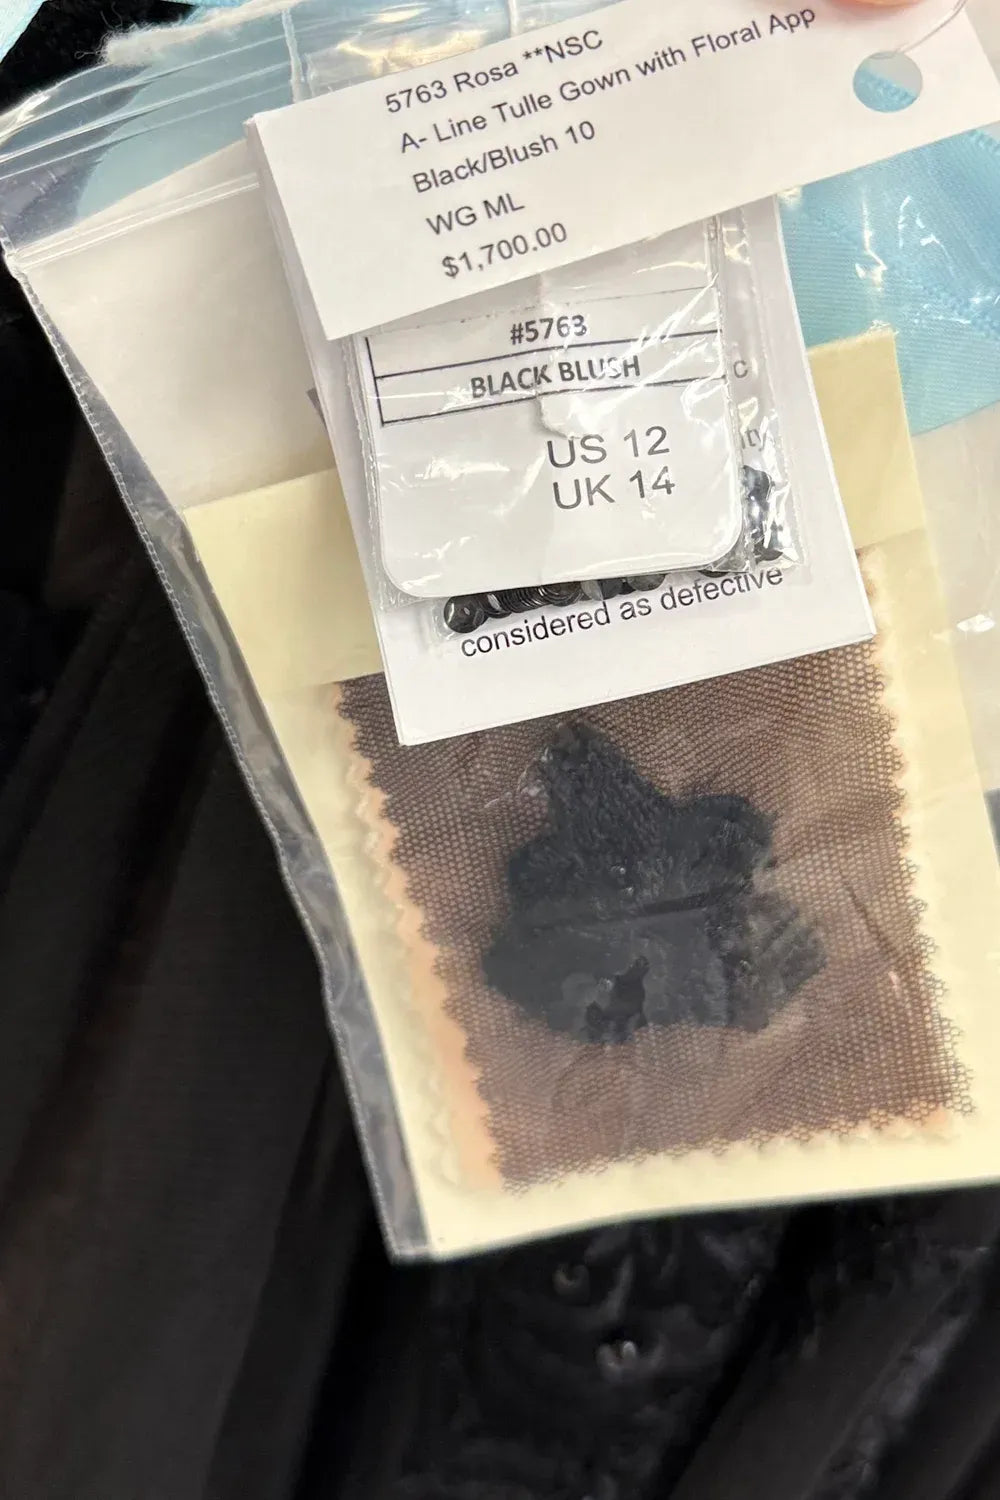 5763 Rosa **NSC
A- Line Tulle Gown with Floral App
Black/Blush 10
WG ML
$1,700.00
#5763
BLACK BLUSH
US 12
UK 14
considered as defective